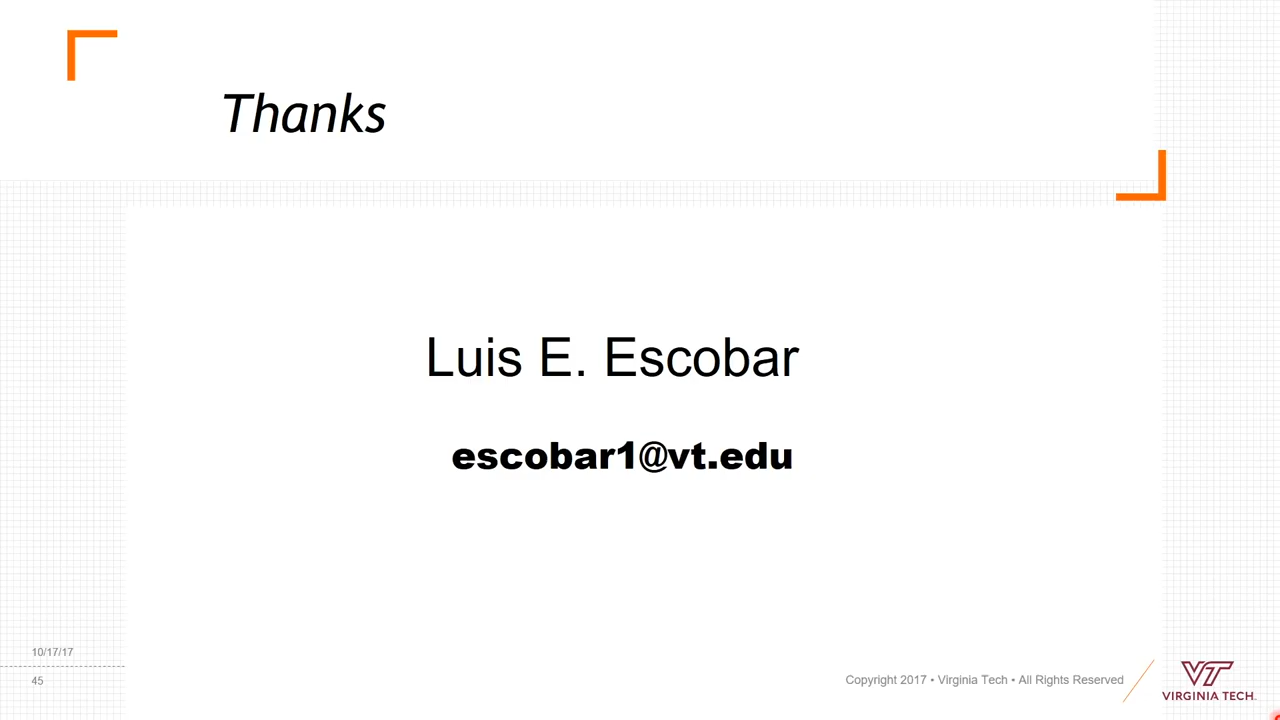 Thanks
Luis E. Escobar
escobar1@vt.edu
10/17/17
45
Copyright 2017 • Virginia Tech • All Rights Reserved
VT
VIRGINIA TECH.